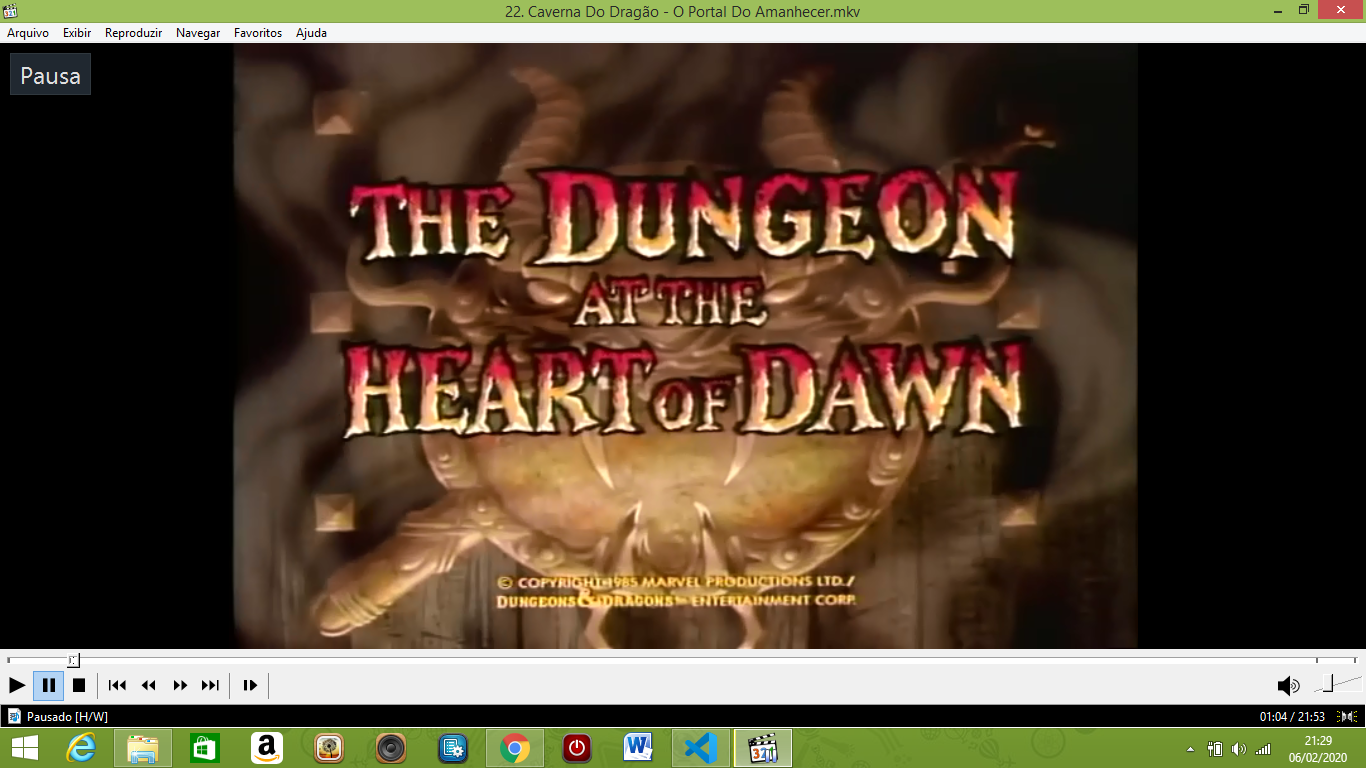 22. Caverna Do Dragão - O Portal Do Amanhecer.mkv
Arquivo Exibir Reproduzir Navegar Favoritos Ajuda
Pausa
THE DUNGEON
AT THE
HEART OF DAWN
© COPYRIGHT 1985 MARVEL PRODUCTIONS LTD./
DUNGEONS & DRAGONS™ ENTERTAINMENT CORP.
Pausado [H/W]
01:04 / 21:53
321
21:29
06/02/2020